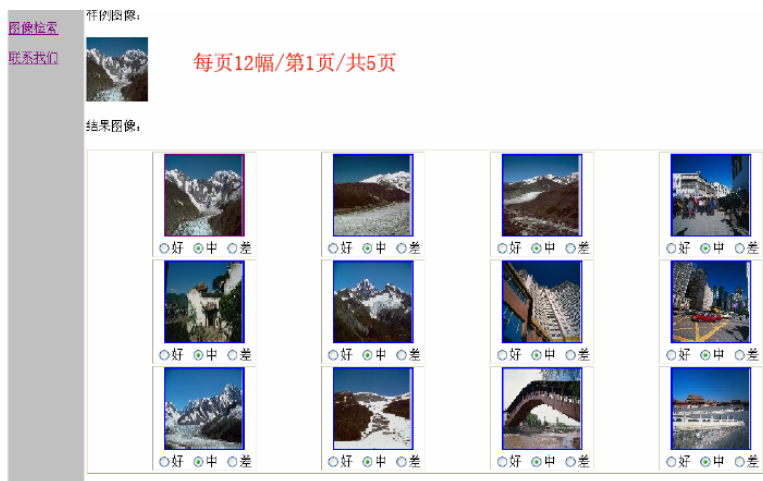 图像检索
联系我们
样例图像：
每页12幅/第1页/共5页
结果图像：
好 中 差 好 中 差 好 中 差 好 中 差
好 中 差 好 中 差 好 中 差 好 中 差
好 中 差 好 中 差 好 中 差 好 中 差